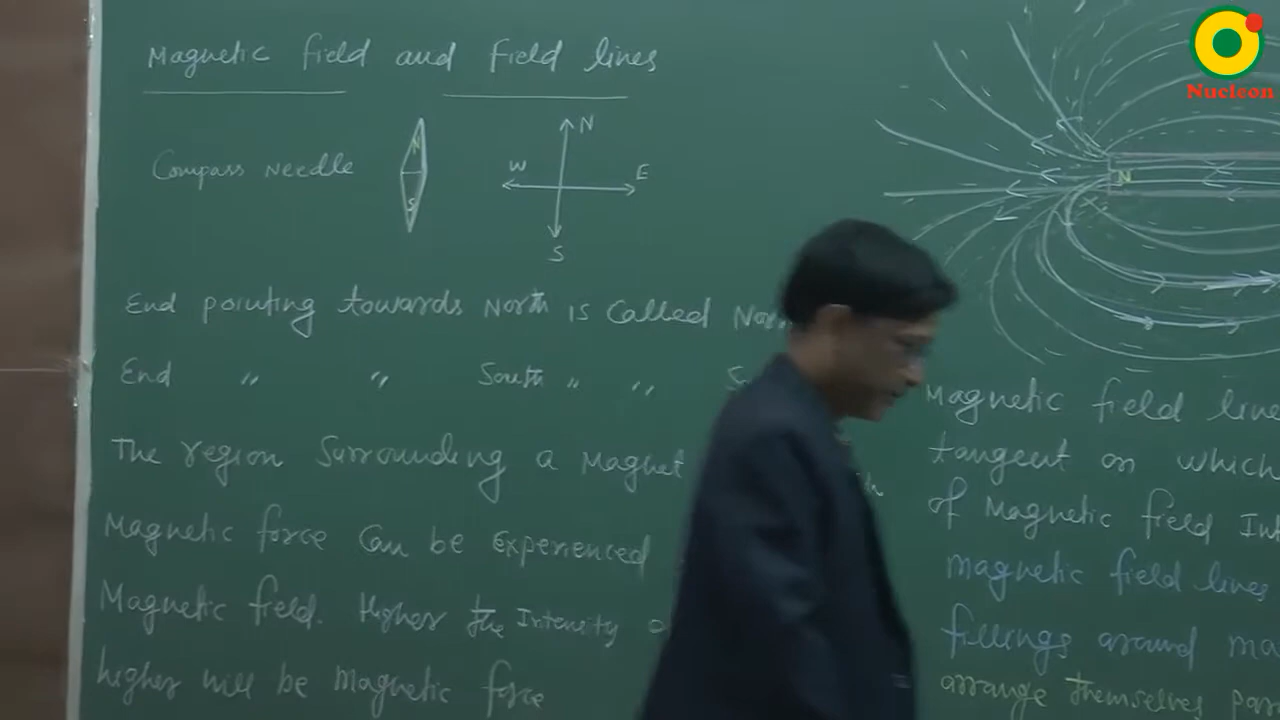 Magnetic field and field lines
Compass Needle
N
S
N
W
E
S
End pointing towards North is Called
End " " South " "
The region Surrounding a Magnet
Magnetic force Can be Experienced
Magnetic field. Higher the Intensity
higher will be Magnetic force
N
Magnetic field
tangent on which
of Magnetic field
magnetic field lines.
fillings around
arrange themselves
Nucleon